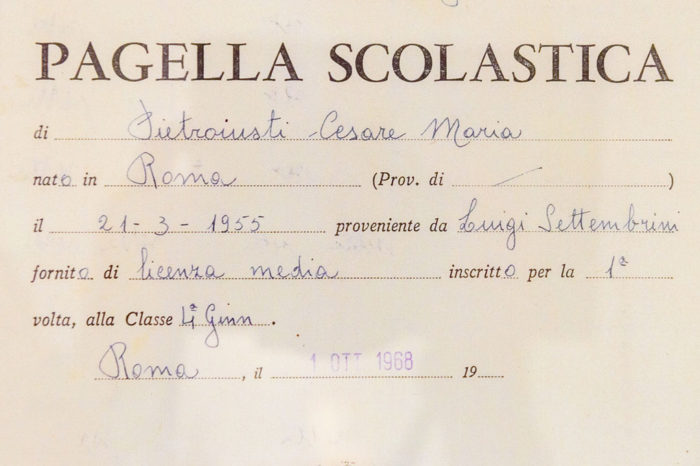 PAGELLA SCOLASTICA
di Pietroiusti Cesare Maria
nato in Roma (Prov. di / )
il 21-3-1955 proveniente da Luigi Settembrini
fornito di licenza media inscritto per la 1ª
volta, alla Classe 4ª Ginn.
Roma, il 1 OTT 1968 19